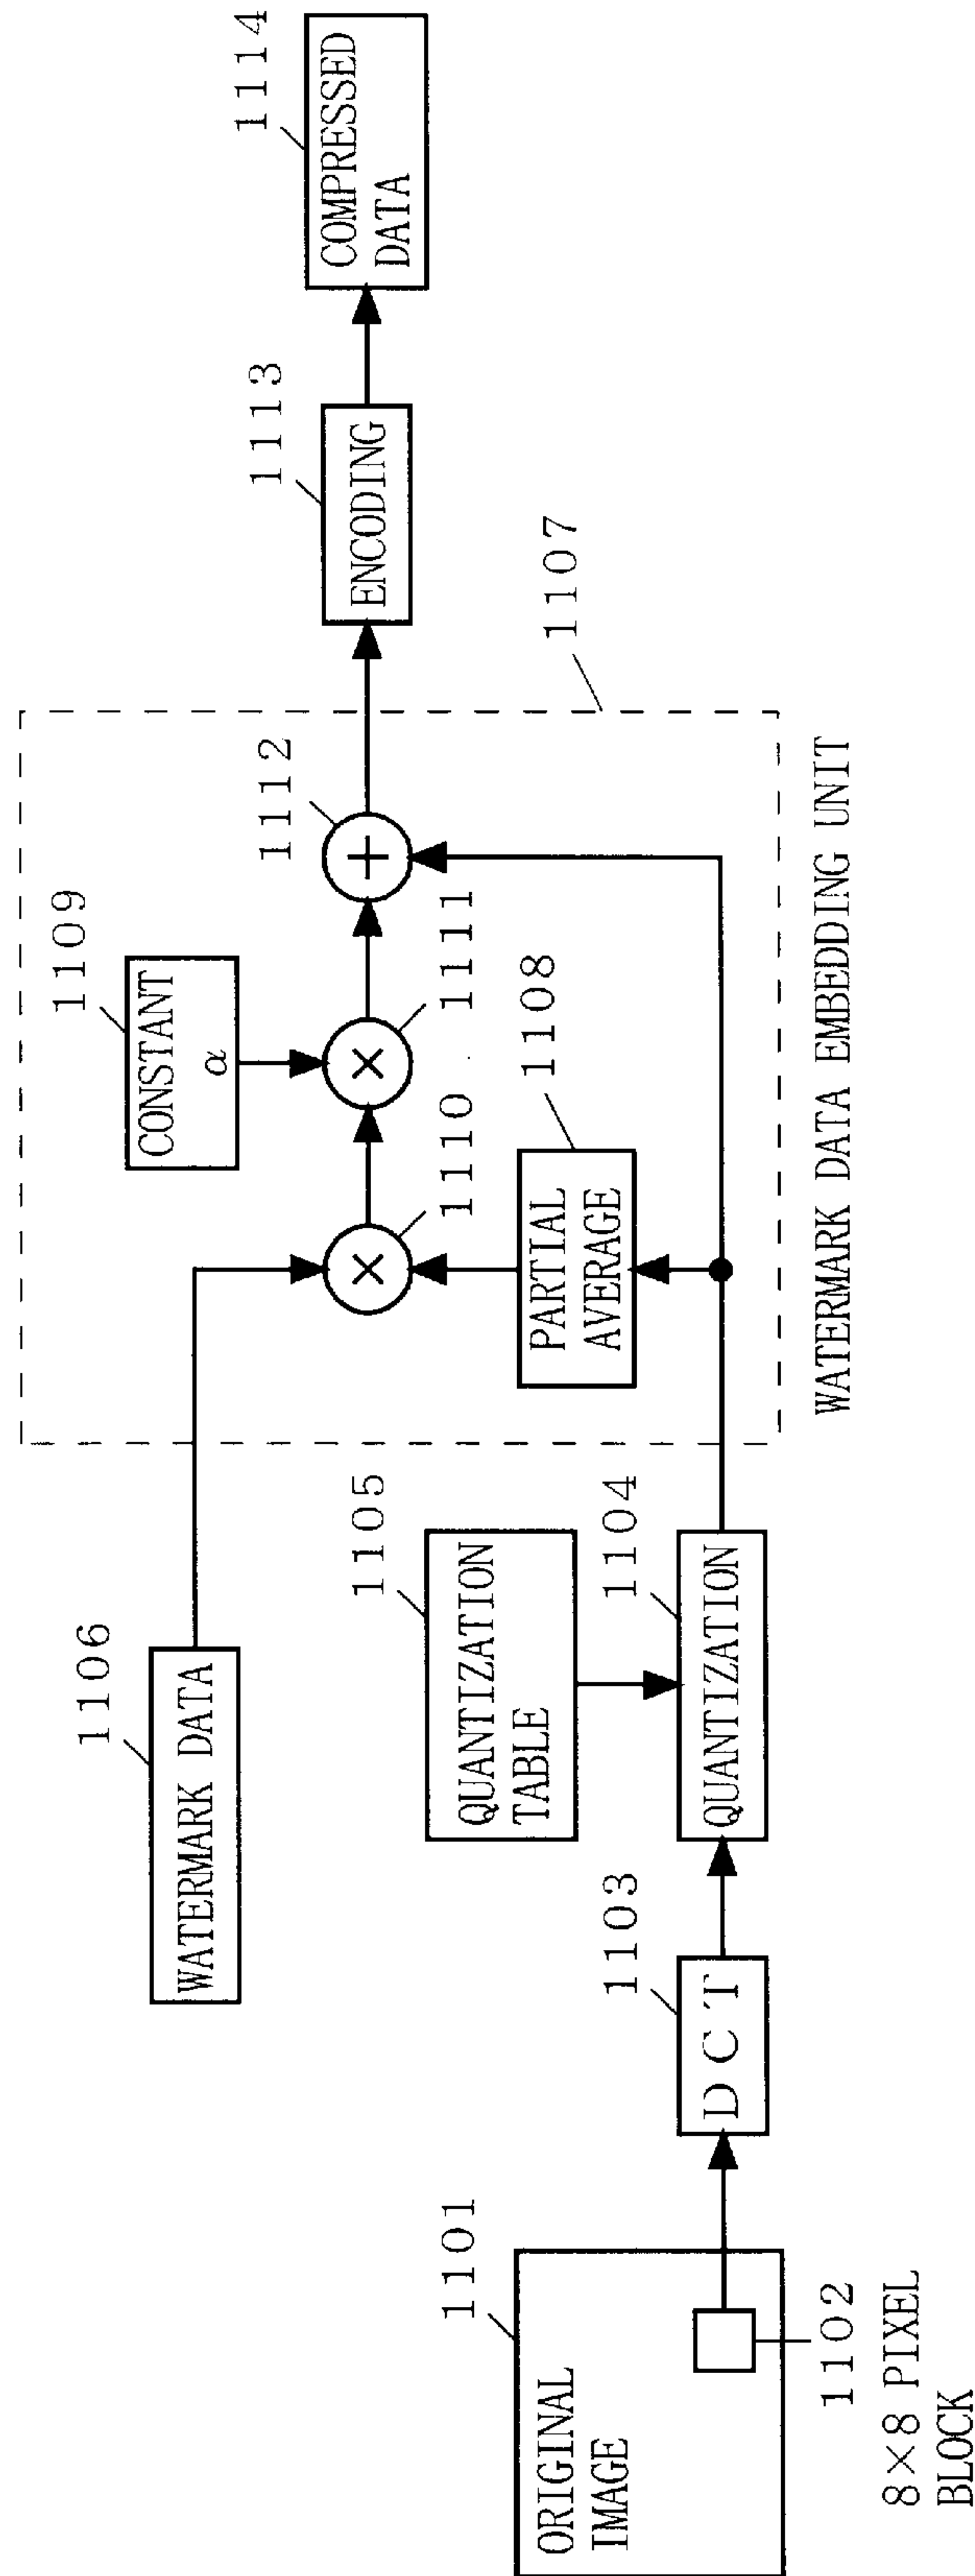 1101
ORIGINAL
IMAGE
1102
8×8 PIXEL
BLOCK
1103
DCT
1104
QUANTIZATION
1105
QUANTIZATION
TABLE
1106
WATERMARK DATA
1107
WATERMARK DATA EMBEDDING UNIT
1108
PARTIAL
AVERAGE
1109
CONSTANT
α
1110
×
1111
×
1112
+
1113
ENCODING
1114
COMPRESSED
DATA